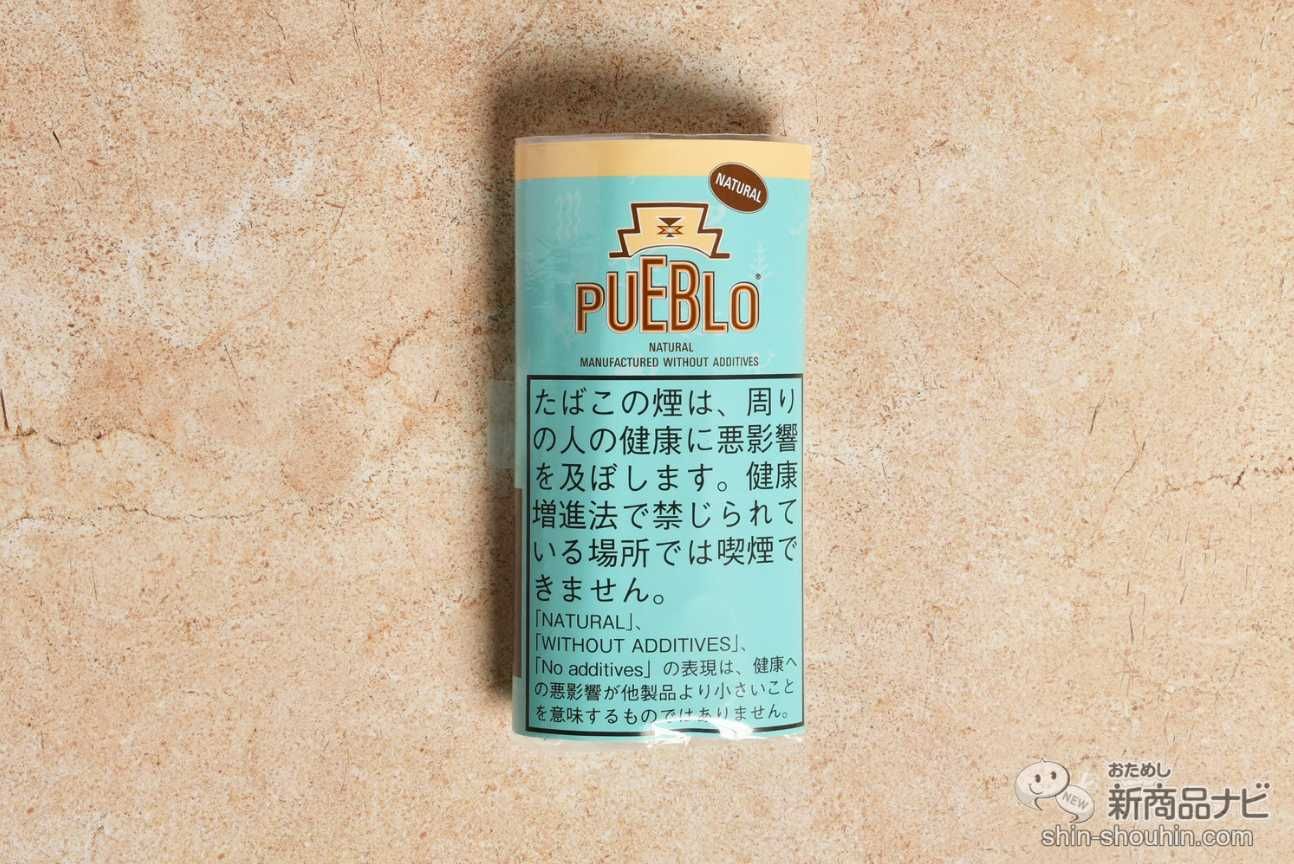 NATURAL
PUEBLO®
NATURAL
MANUFACTURED WITHOUT ADDITIVES
たばこの煙は、周り
の人の健康に悪影響
を及ぼします。健康
増進法で禁じられて
いる場所では喫煙で
きません。
「NATURAL」、
「WITHOUT ADDITIVES」、
「No additives」の表現は、健康へ
の悪影響が他製品より小さいこと
を意味するものではありません。
NEW
おためし
新商品ナビ
shin-shouhin.com